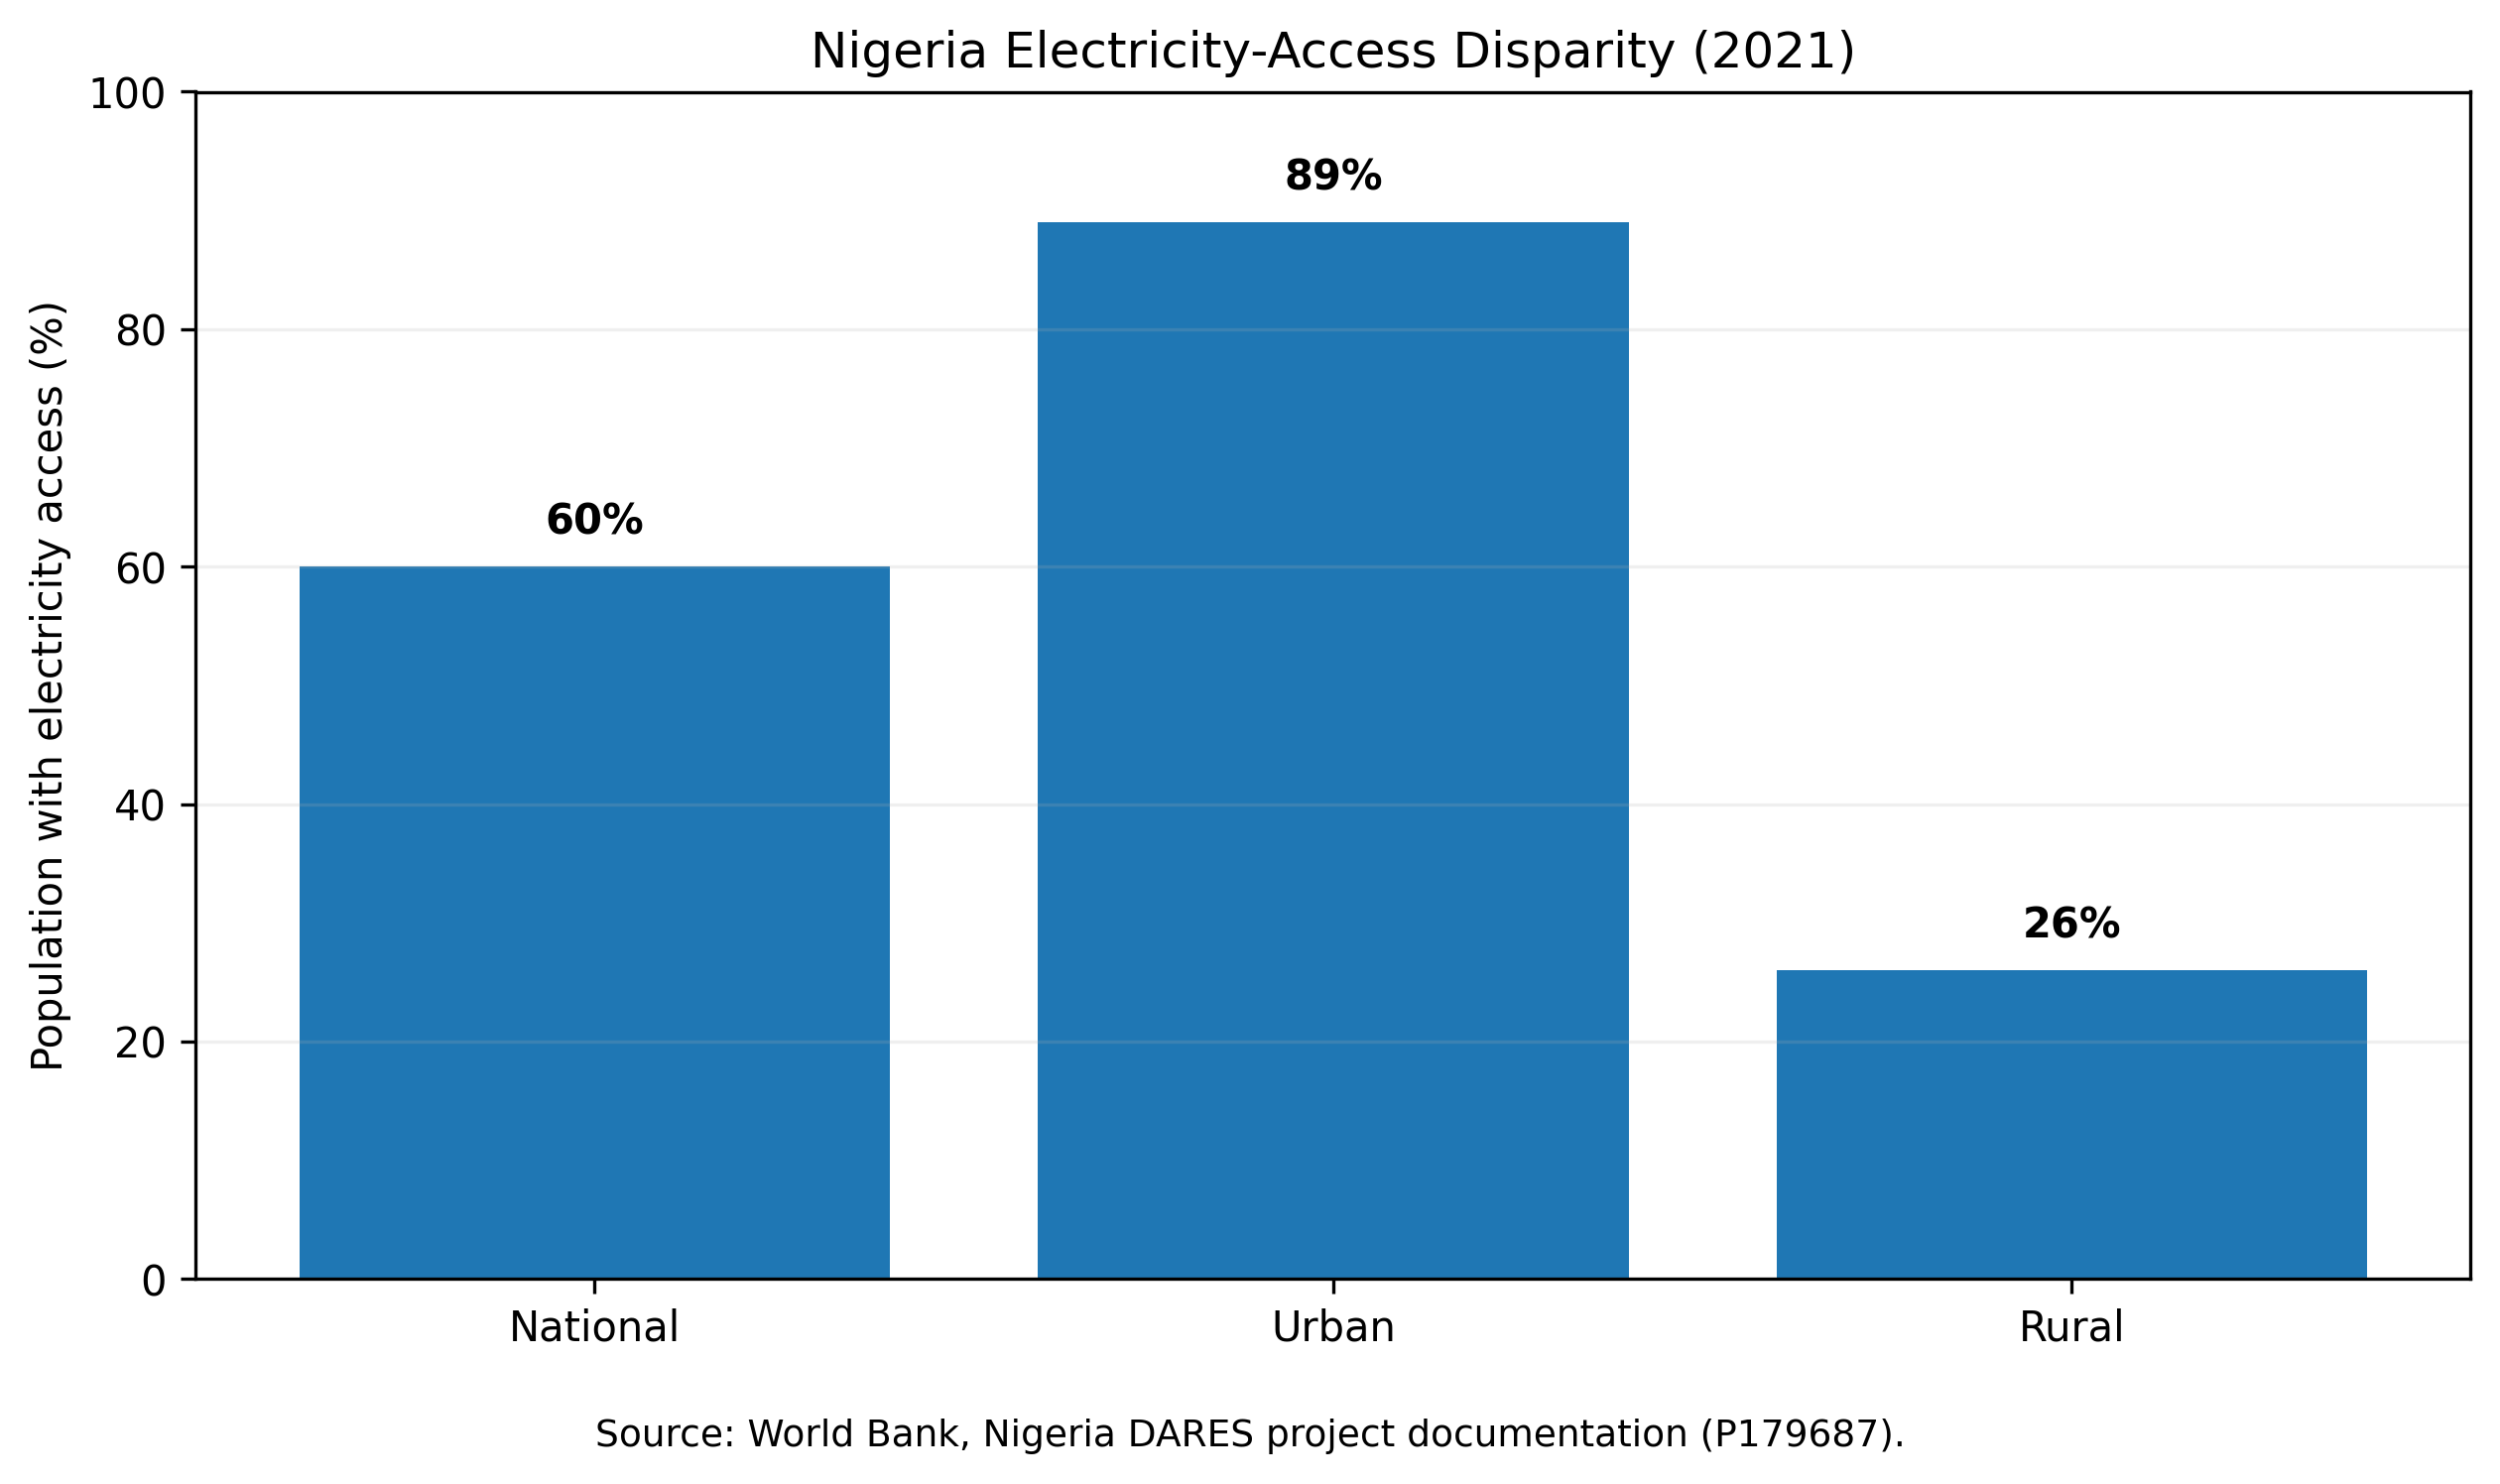 Nigeria Electricity-Access Disparity (2021)
Population with electricity access (%)
100
80
60
40
20
0
60%
89%
26%
National
Urban
Rural
Source: World Bank, Nigeria DARES project documentation (P179687).